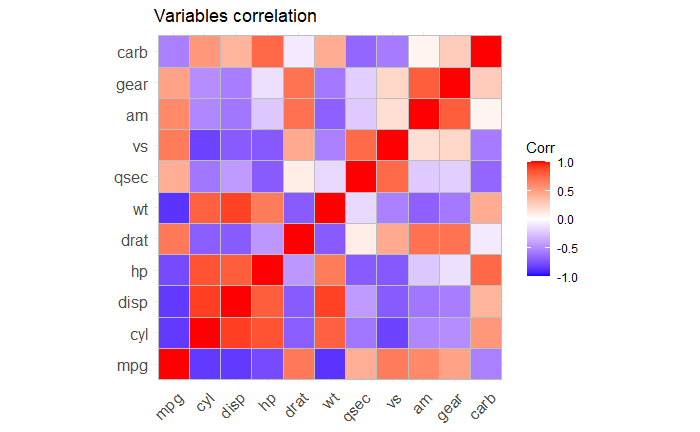 Variables correlation
carb
gear
am
vs
qsec
wt
drat
hp
disp
cyl
mpg
mpg cyl disp hp drat wt qsec vs am gear carb
Corr
1.0
0.5
0.0
-0.5
-1.0